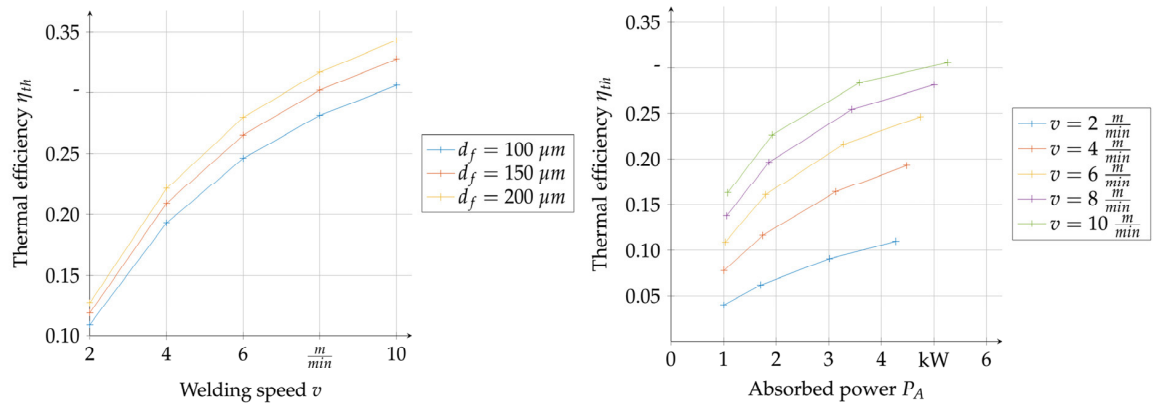 Thermal efficiency η_th
0.35
-
0.25
0.20
0.15
0.10
2
4
6
m/min
10
Welding speed v
d_f = 100 μm
d_f = 150 μm
d_f = 200 μm
Thermal efficiency η_th
0.35
-
0.25
0.20
0.15
0.10
0.05
0
1
2
3
4
kW
6
Absorbed power P_A
v = 2 m/min
v = 4 m/min
v = 6 m/min
v = 8 m/min
v = 10 m/min